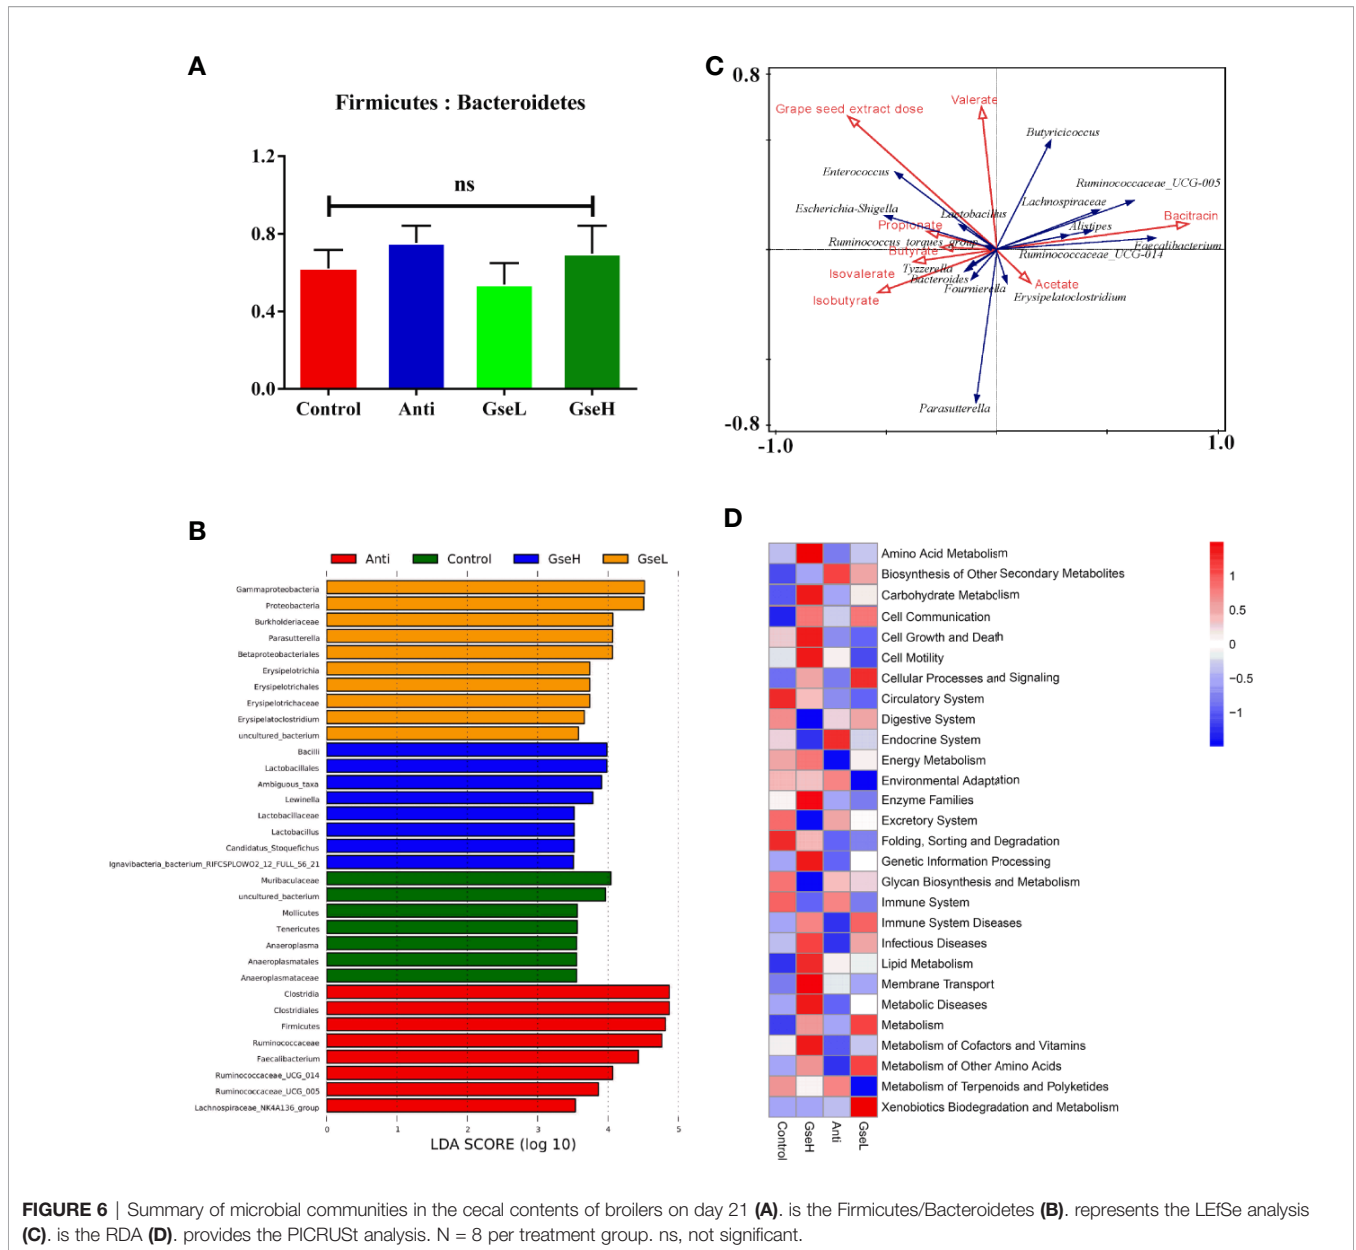 A
Firmicutes : Bacteroidetes
1.2
0.8
0.4
0.0
ns
Control Anti GseL GseH
C
0.8
-0.8
-1.0
1.0
Grape seed extract dose
Valerate
Butyricicoccus
Enterococcus
Ruminococcaceae_UCG-005
Escherichia-Shigella
Lactobacillus
Lachnospiraceae
Bacitracin
Propionate
Alistipes
Ruminococcus_torques_group
Faecalibacterium
Butyrate
Ruminococcaceae_UCG-014
Isovalerate
Tyzzerella
Bacteroides
Acetate
Fournierella
Isobutyrate
Erysipelatoclostridium
Parasutterella
B
Anti Control GseH GseL
Gammaproteobacteria
Proteobacteria
Burkholderiaceae
Parasutterella
Betaproteobacteriales
Erysipelotrichia
Erysipelotrichales
Erysipelotrichaceae
Erysipelatoclostridium
uncultured_bacterium
Bacilli
Lactobacillales
Ambiguous_taxa
Lewinella
Lactobacillaceae
Lactobacillus
Candidatus_Stoquefichus
Ignavibacteria_bacterium_RIFCSPLOWO2_12_FULL_56_21
Muribaculaceae
uncultured_bacterium
Mollicutes
Tenericutes
Anaeroplasma
Anaeroplasmatales
Anaeroplasmataceae
Clostridia
Clostridiales
Firmicutes
Ruminococcaceae
Faecalibacterium
Ruminococcaceae_UCG_014
Ruminococcaceae_UCG_005
Lachnospiraceae_NK4A136_group
0 1 2 3 4 5
LDA SCORE (log 10)
D
Amino Acid Metabolism
Biosynthesis of Other Secondary Metabolites
Carbohydrate Metabolism
Cell Communication
Cell Growth and Death
Cell Motility
Cellular Processes and Signaling
Circulatory System
Digestive System
Endocrine System
Energy Metabolism
Environmental Adaptation
Enzyme Families
Excretory System
Folding, Sorting and Degradation
Genetic Information Processing
Glycan Biosynthesis and Metabolism
Immune System
Immune System Diseases
Infectious Diseases
Lipid Metabolism
Membrane Transport
Metabolic Diseases
Metabolism
Metabolism of Cofactors and Vitamins
Metabolism of Other Amino Acids
Metabolism of Terpenoids and Polyketides
Xenobiotics Biodegradation and Metabolism
Control GseH Anti GseL
1
0.5
0
−0.5
−1
FIGURE 6 | Summary of microbial communities in the cecal contents of broilers on day 21 (A). is the Firmicutes/Bacteroidetes (B). represents the LEfSe analysis
(C). is the RDA (D). provides the PICRUSt analysis. N = 8 per treatment group. ns, not significant.